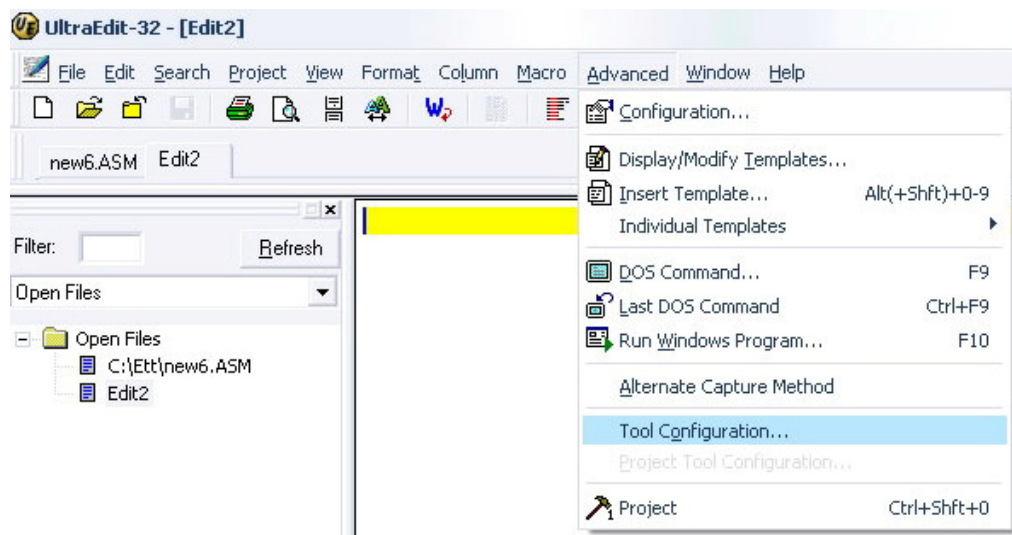 UltraEdit-32 - [Edit2]
File Edit Search Project View Format Column Macro Advanced Window Help
new6.ASM Edit2
Filter: Refresh
Open Files
Open Files
C:\Ett\new6.ASM
Edit2
Configuration...
Display/Modify Templates...
Insert Template... Alt(+Shft)+0-9
Individual Templates
DOS Command... F9
Last DOS Command Ctrl+F9
Run Windows Program... F10
Alternate Capture Method
Tool Configuration...
Project Tool Configuration...
Project Ctrl+Shft+0